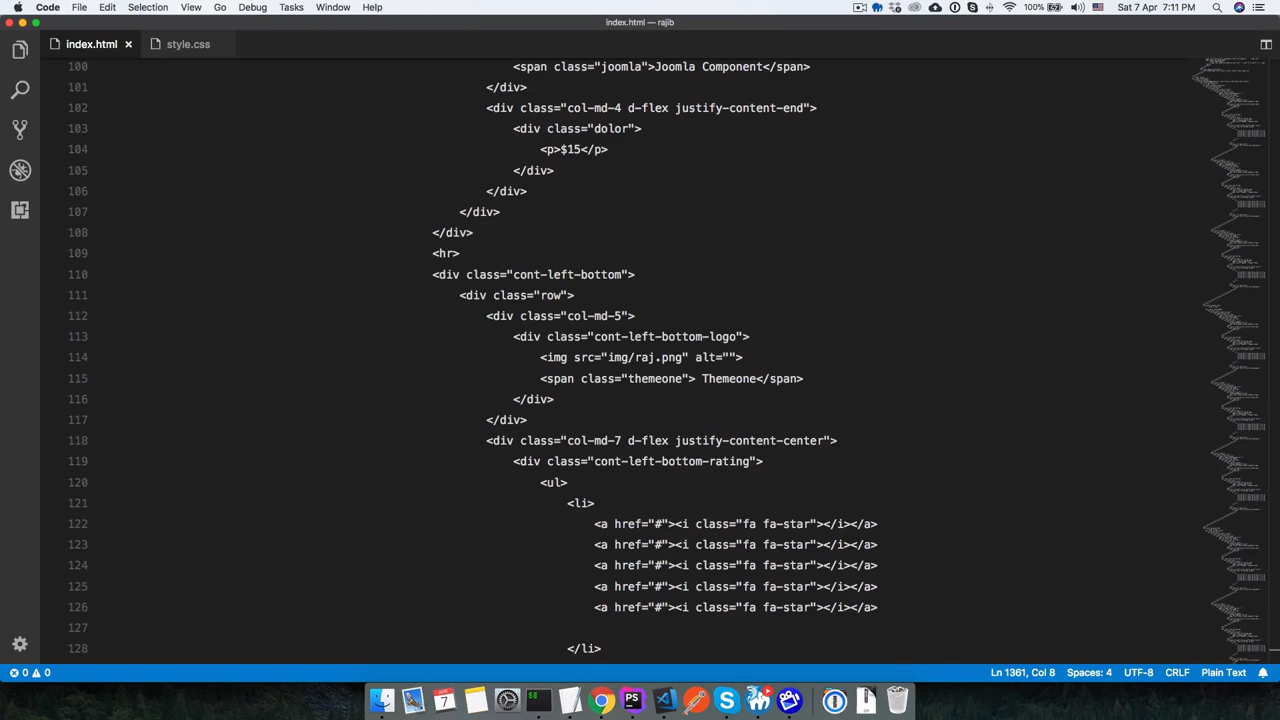 Code File Edit Selection View Go Debug Tasks Window Help 100% Sat 7 Apr 7:11 PM
index.html — rajib
index.html × style.css
100 <span class="joomla">Joomla Component</span>
101 </div>
102 <div class="col-md-4 d-flex justify-content-end">
103 <div class="dolor">
104 <p>$15</p>
105 </div>
106 </div>
107 </div>
108 </div>
109 <hr>
110 <div class="cont-left-bottom">
111 <div class="row">
112 <div class="col-md-5">
113 <div class="cont-left-bottom-logo">
114 <img src="img/raj.png" alt="">
115 <span class="themeone"> Themeone</span>
116 </div>
117 </div>
118 <div class="col-md-7 d-flex justify-content-center">
119 <div class="cont-left-bottom-rating">
120 <ul>
121 <li>
122 <a href="#"><i class="fa fa-star"></i></a>
123 <a href="#"><i class="fa fa-star"></i></a>
124 <a href="#"><i class="fa fa-star"></i></a>
125 <a href="#"><i class="fa fa-star"></i></a>
126 <a href="#"><i class="fa fa-star"></i></a>
127
128 </li>
0 0 Ln 1361, Col 8 Spaces: 4 UTF-8 CRLF Plain Text